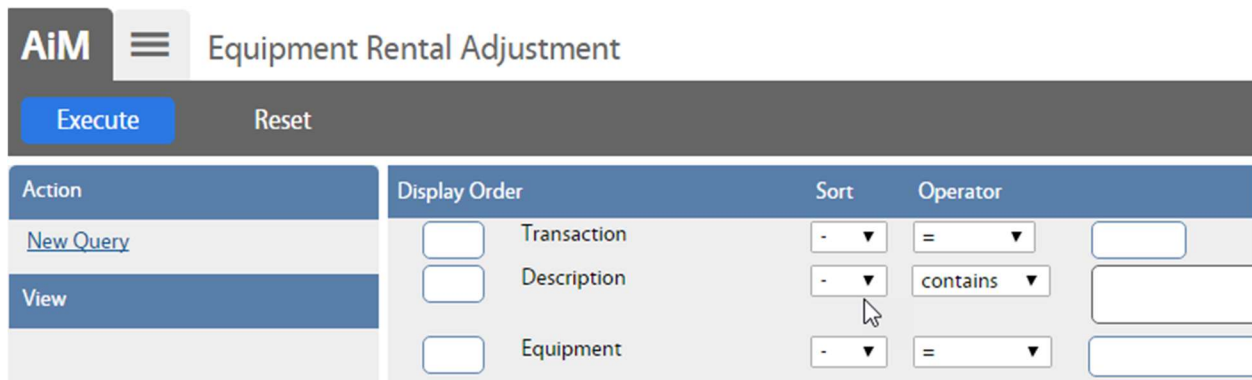 AiM Equipment Rental Adjustment
Execute Reset
Action
New Query
View
Display Order Sort Operator
Transaction - =
Description - contains
Equipment - =